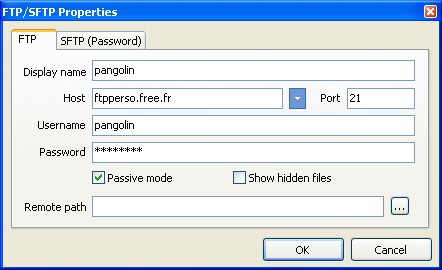 FTP/SFTP Properties
FTP SFTP (Password)
Display name pangolin
Host ftpperso.free.fr Port 21
Username pangolin
Password ********
Passive mode Show hidden files
Remote path ...
OK Cancel